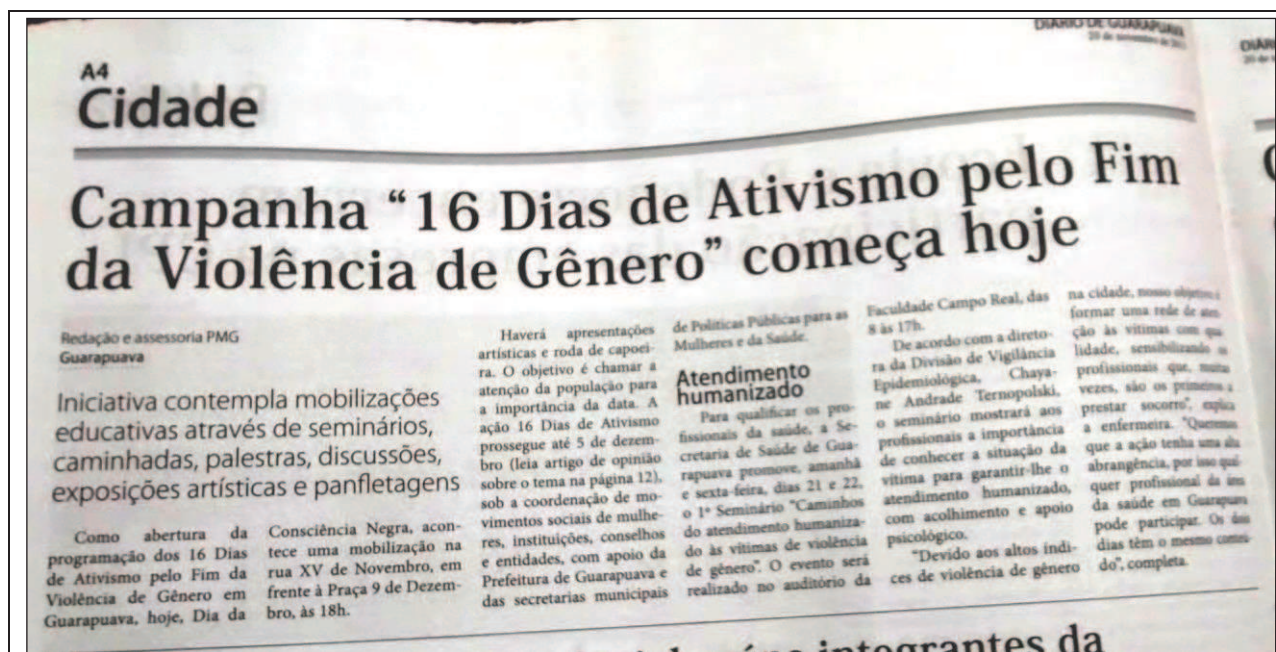 DIÁRIO DE GUARAPUAVA
20 de novembro de
A4
Cidade
Campanha “16 Dias de Ativismo pelo Fim
da Violência de Gênero” começa hoje
Redação e assessoria PMG
Guarapuava
Iniciativa contempla mobilizações
educativas através de seminários,
caminhadas, palestras, discussões,
exposições artísticas e panfletagens
Como abertura da
programação dos 16 Dias
de Ativismo pelo Fim da
Violência de Gênero em
Guarapuava, hoje, Dia da
Consciência Negra, acon-
tece uma mobilização na
rua XV de Novembro, em
frente à Praça 9 de Dezem-
bro, às 18h.
Haverá apresentações
artísticas e roda de capoei-
ra. O objetivo é chamar a
atenção da população para
a importância da data. A
ação 16 Dias de Ativismo
prossegue até 5 de dezem-
bro (leia artigo de opinião
sobre o tema na página 12),
sob a coordenação de mo-
vimentos sociais de mulhe-
res, instituições, conselhos
e entidades, com apoio da
Prefeitura de Guarapuava e
das secretarias municipais
de Políticas Públicas para as
Mulheres e da Saúde.
Atendimento
humanizado
Para qualificar os pro-
fissionais da saúde, a Se-
cretaria de Saúde de Gua-
rapuava promove, amanhã
e sexta-feira, dias 21 e 22,
o 1º Seminário “Caminhos
do atendimento humaniza-
do às vítimas de violência
de gênero”. O evento será
realizado no auditório da
Faculdade Campo Real, das
8 às 17h.
De acordo com a direto-
ra da Divisão de Vigilância
Epidemiológica, Chaya-
ne Andrade Ternopolski,
o seminário mostrará aos
profissionais a importância
de conhecer a situação da
vítima para garantir-lhe o
atendimento humanizado,
com acolhimento e apoio
psicológico.
“Devido aos altos índi-
ces de violência de gênero
na cidade, nosso objetivo é
formar uma rede de aten-
ção às vítimas com qua-
lidade, sensibilizando os
profissionais que, muitas
vezes, são os primeiros a
prestar socorro”, explica
a enfermeira. “Queremos
que a ação tenha uma alta
abrangência, por isso qual-
quer profissional da área
da saúde em Guarapuava
pode participar. Os dois
dias têm o mesmo conteú-
do”, completa.
integrantes da